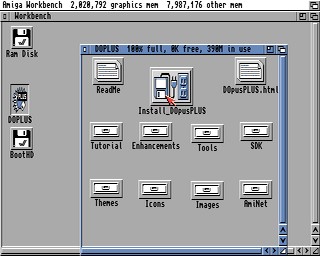 Amiga Workbench 2,020,792 graphics mem 7,987,176 other mem
Workbench
Ram Disk
DOPLUS 100% full, 0K free, 390M in use
ReadMe
DOpusPLUS.html
Install_DOpusPLUS
PLUS
DOPLUS
Tutorial
Enhancements
Tools
SDK
BootHD
Themes
Icons
Images
AmiNet